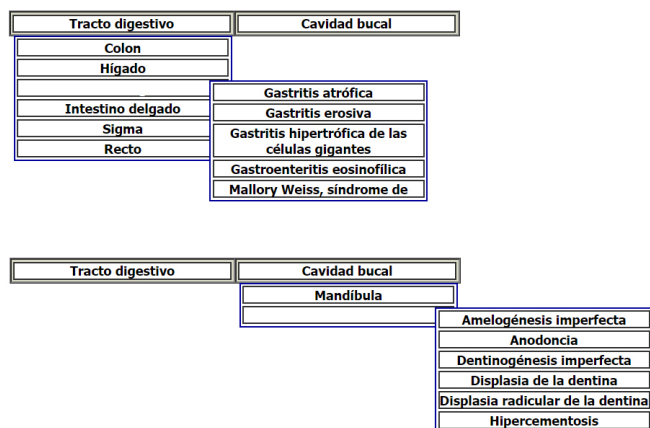 Tracto digestivo Cavidad bucal
Colon
Hígado
Intestino delgado
Sigma
Recto
Gastritis atrófica
Gastritis erosiva
Gastritis hipertrófica de las
células gigantes
Gastroenteritis eosinofílica
Mallory Weiss, síndrome de
Tracto digestivo Cavidad bucal
Mandíbula
Amelogénesis imperfecta
Anodoncia
Dentinogénesis imperfecta
Displasia de la dentina
Displasia radicular de la dentina
Hipercementosis